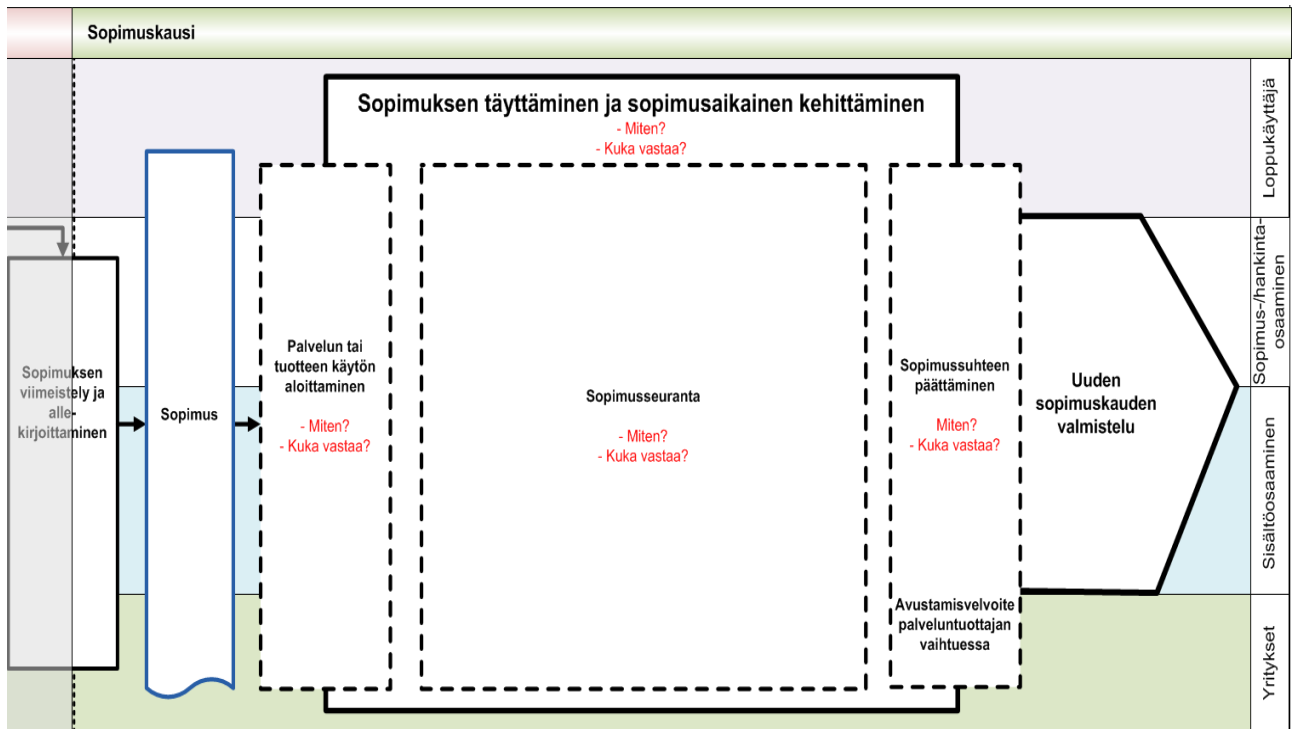 Sopimuskausi
Sopimuksen täyttäminen ja sopimusaikainen kehittäminen
- Miten?
- Kuka vastaa?
Sopimuksen
viimeistely ja
alle-
kirjoittaminen
Sopimus
Palvelun tai
tuotteen käytön
aloittaminen
- Miten?
- Kuka vastaa?
Sopimusseuranta
- Miten?
- Kuka vastaa?
Sopimussuhteen
päättäminen
Miten?
- Kuka vastaa?
Avustamisvelvoite
palveluntuottajan
vaihtuessa
Uuden
sopimuskauden
valmistelu
Loppukäyttäjä
Sopimus-/hankinta-
osaaminen
Sisältöosaaminen
Yritykset